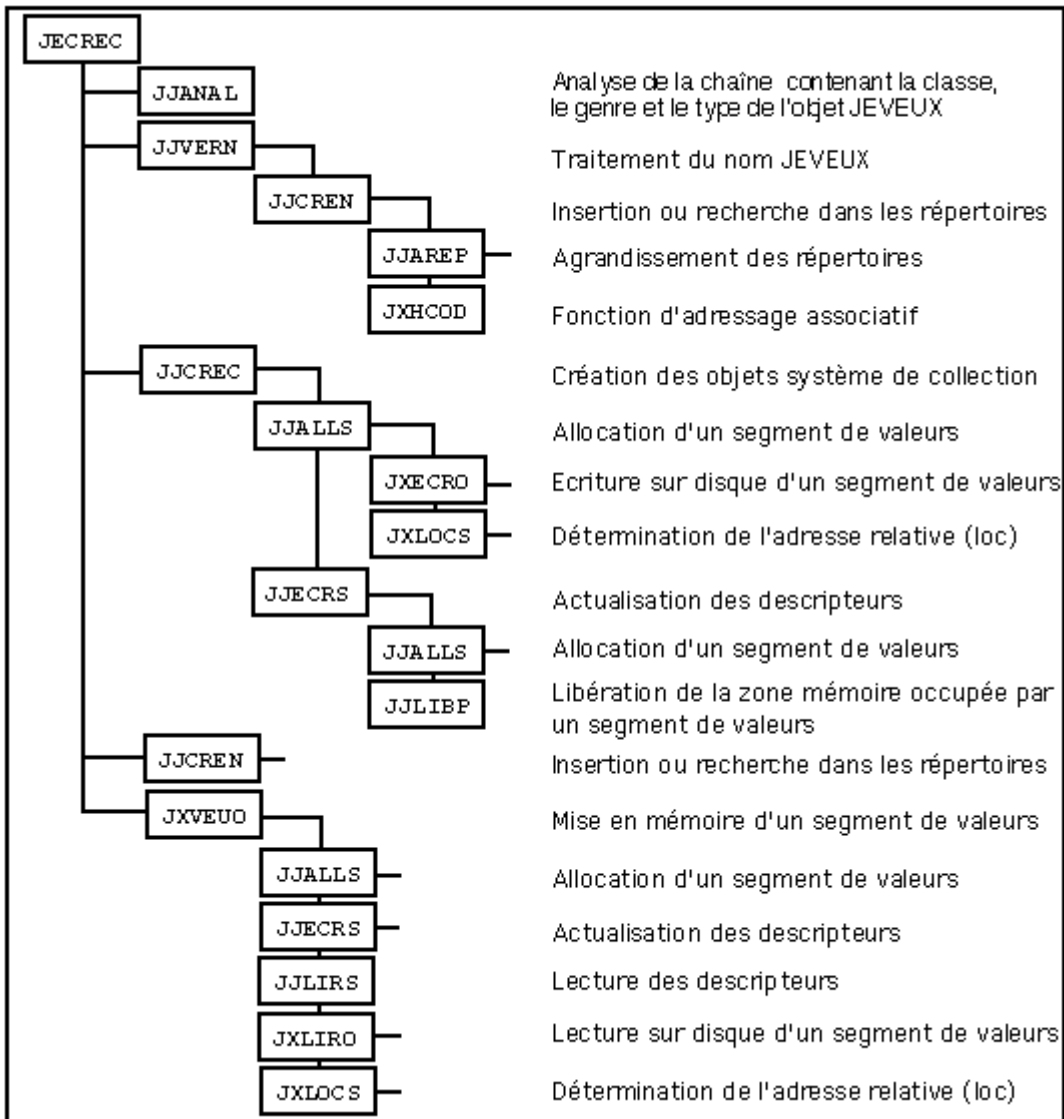 JECREC
JJANAL Analyse de la chaîne contenant la classe,
le genre et le type de l'objet JEVEUX
JJVERN Traitement du nom JEVEUX
JJCREN Insertion ou recherche dans les répertoires
JJAREP Agrandissement des répertoires
JXHCOD Fonction d'adressage associatif
JJCREC Création des objets système de collection
JJALLS Allocation d'un segment de valeurs
JXECRO Ecriture sur disque d'un segment de valeurs
JXLOCS Détermination de l'adresse relative (loc)
JJECRS Actualisation des descripteurs
JJALLS Allocation d'un segment de valeurs
JJLIBP Libération de la zone mémoire occupée par
un segment de valeurs
JJCREN Insertion ou recherche dans les répertoires
JXVEUO Mise en mémoire d'un segment de valeurs
JJALLS Allocation d'un segment de valeurs
JJECRS Actualisation des descripteurs
JJLIRS Lecture des descripteurs
JXLIRO Lecture sur disque d'un segment de valeurs
JXLOCS Détermination de l'adresse relative (loc)